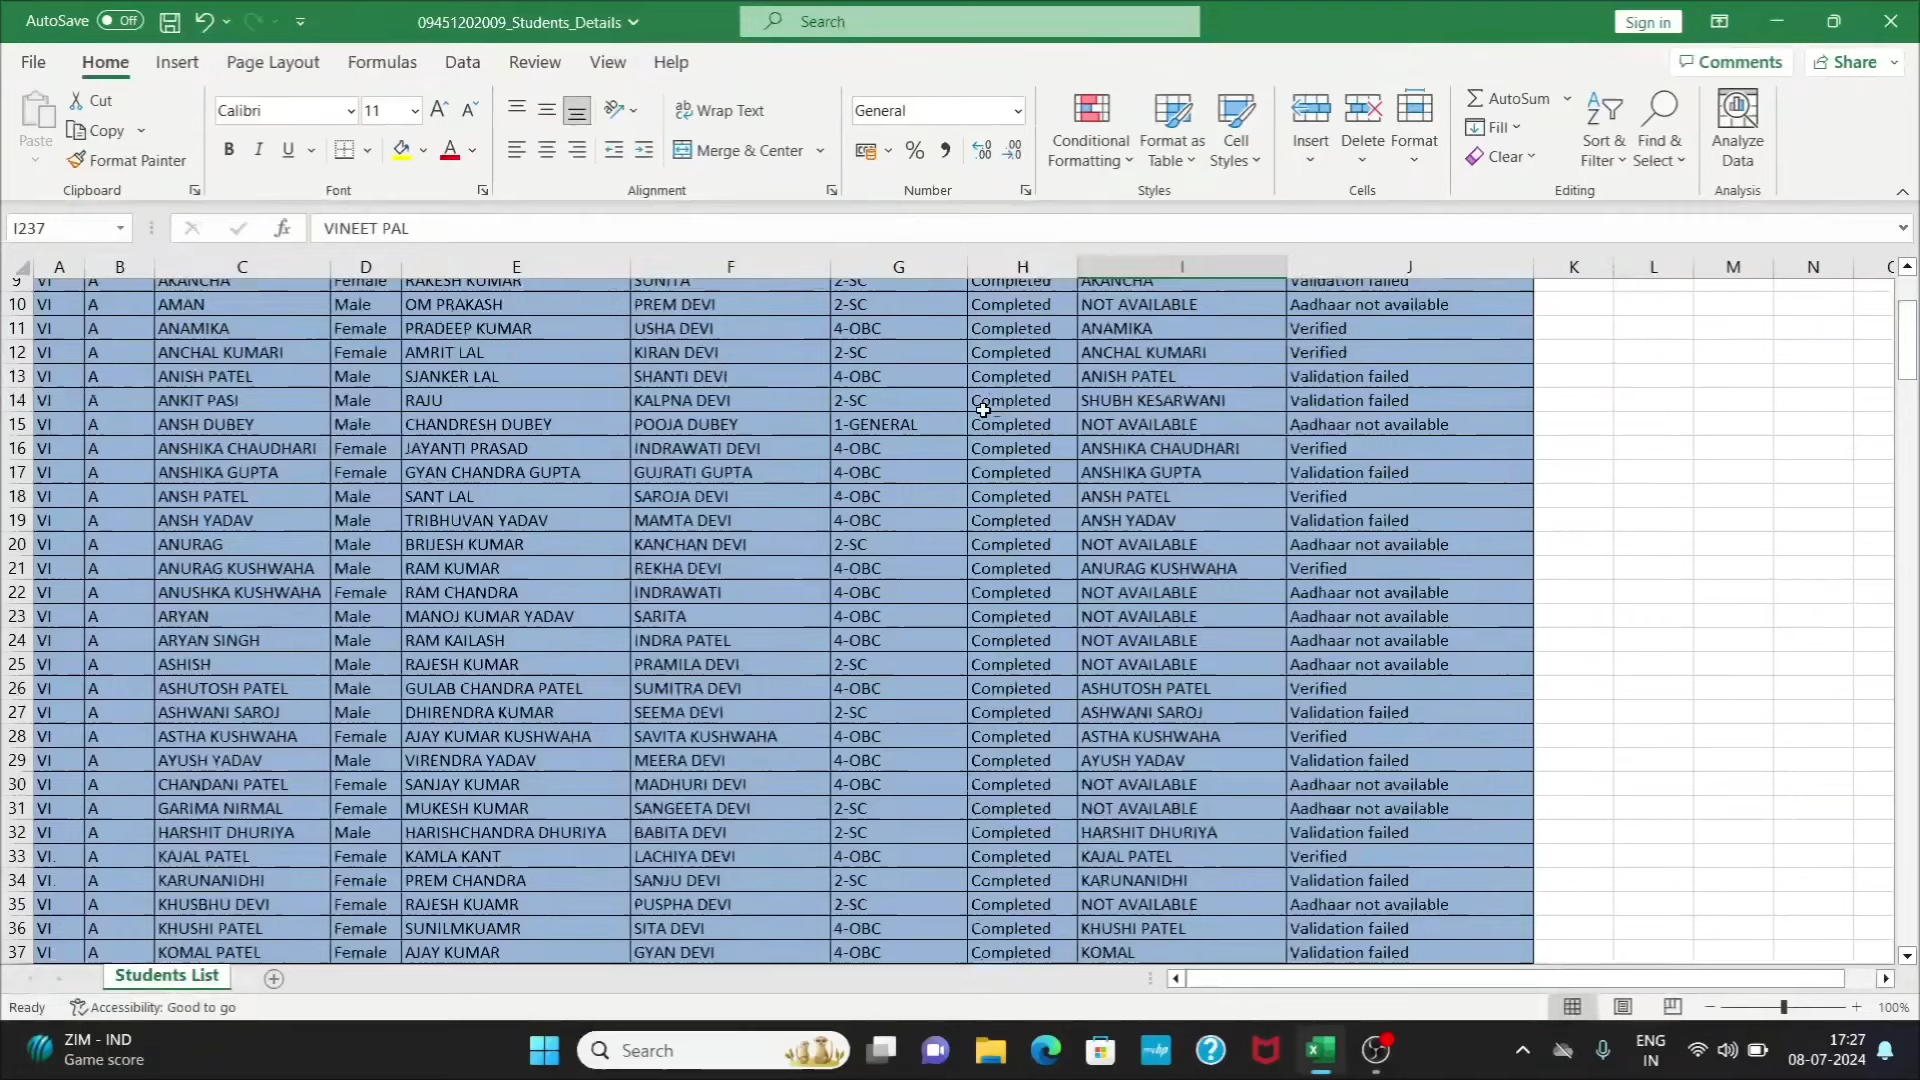 AutoSave Off 09451202009_Students_Details Search Sign in
File Home Insert Page Layout Formulas Data Review View Help Comments Share
Cut Calibri 11 Wrap Text General AutoSum
Paste Copy Conditional Formatting Format as Table Cell Styles Insert Delete Format Fill Sort & Filter Find & Select Analyze Data
Format Painter B I U Merge & Center Clear
Clipboard Font Alignment Number Styles Cells Editing Analysis
I237 fx VINEET PAL
A B C D E F G H I J K L M N
9 VI A AKANCHA Female RAKESH KUMAR SUNITA 2-SC Completed AKANCHA Validation failed
10 VI A AMAN Male OM PRAKASH PREM DEVI 2-SC Completed NOT AVAILABLE Aadhaar not available
11 VI A ANAMIKA Female PRADEEP KUMAR USHA DEVI 4-OBC Completed ANAMIKA Verified
12 VI A ANCHAL KUMARI Female AMRIT LAL KIRAN DEVI 2-SC Completed ANCHAL KUMARI Verified
13 VI A ANISH PATEL Male SJANKER LAL SHANTI DEVI 4-OBC Completed ANISH PATEL Validation failed
14 VI A ANKIT PASI Male RAJU KALPNA DEVI 2-SC Completed SHUBH KESARWANI Validation failed
15 VI A ANSH DUBEY Male CHANDRESH DUBEY POOJA DUBEY 1-GENERAL Completed NOT AVAILABLE Aadhaar not available
16 VI A ANSHIKA CHAUDHARI Female JAYANTI PRASAD INDRAWATI DEVI 4-OBC Completed ANSHIKA CHAUDHARI Verified
17 VI A ANSHIKA GUPTA Female GYAN CHANDRA GUPTA GUJRATI GUPTA 4-OBC Completed ANSHIKA GUPTA Validation failed
18 VI A ANSH PATEL Male SANT LAL SAROJA DEVI 4-OBC Completed ANSH PATEL Verified
19 VI A ANSH YADAV Male TRIBHUVAN YADAV MAMTA DEVI 4-OBC Completed ANSH YADAV Validation failed
20 VI A ANURAG Male BRIJESH KUMAR KANCHAN DEVI 2-SC Completed NOT AVAILABLE Aadhaar not available
21 VI A ANURAG KUSHWAHA Male RAM KUMAR REKHA DEVI 4-OBC Completed ANURAG KUSHWAHA Verified
22 VI A ANUSHKA KUSHWAHA Female RAM CHANDRA INDRAWATI 4-OBC Completed NOT AVAILABLE Aadhaar not available
23 VI A ARYAN Male MANOJ KUMAR YADAV SARITA 4-OBC Completed NOT AVAILABLE Aadhaar not available
24 VI A ARYAN SINGH Male RAM KAILASH INDRA PATEL 4-OBC Completed NOT AVAILABLE Aadhaar not available
25 VI A ASHISH Male RAJESH KUMAR PRAMILA DEVI 2-SC Completed NOT AVAILABLE Aadhaar not available
26 VI A ASHUTOSH PATEL Male GULAB CHANDRA PATEL SUMITRA DEVI 4-OBC Completed ASHUTOSH PATEL Verified
27 VI A ASHWANI SAROJ Male DHIRENDRA KUMAR SEEMA DEVI 2-SC Completed ASHWANI SAROJ Validation failed
28 VI A ASTHA KUSHWAHA Female AJAY KUMAR KUSHWAHA SAVITA KUSHWAHA 4-OBC Completed ASTHA KUSHWAHA Verified
29 VI A AYUSH YADAV Male VIRENDRA YADAV MEERA DEVI 4-OBC Completed AYUSH YADAV Validation failed
30 VI A CHANDANI PATEL Female SANJAY KUMAR MADHURI DEVI 4-OBC Completed NOT AVAILABLE Aadhaar not available
31 VI A GARIMA NIRMAL Female MUKESH KUMAR SANGEETA DEVI 2-SC Completed NOT AVAILABLE Aadhaar not available
32 VI A HARSHIT DHURIYA Male HARISHCHANDRA DHURIYA BABITA DEVI 2-SC Completed HARSHIT DHURIYA Validation failed
33 VI. A KAJAL PATEL Female KAMLA KANT LACHIYA DEVI 4-OBC Completed KAJAL PATEL Verified
34 VI. A KARUNANIDHI Female PREM CHANDRA SANJU DEVI 2-SC Completed KARUNANIDHI Validation failed
35 VI A KHUSBHU DEVI Female RAJESH KUAMR PUSPHA DEVI 2-SC Completed NOT AVAILABLE Aadhaar not available
36 VI A KHUSHI PATEL Female SUNILMKUAMR SITA DEVI 4-OBC Completed KHUSHI PATEL Validation failed
37 VI A KOMAL PATEL Female AJAY KUMAR GYAN DEVI 4-OBC Completed KOMAL Validation failed
Students List
Ready Accessibility: Good to go 100%
ZIM - IND
Game score
Search
ENG
IN
17:27
08-07-2024